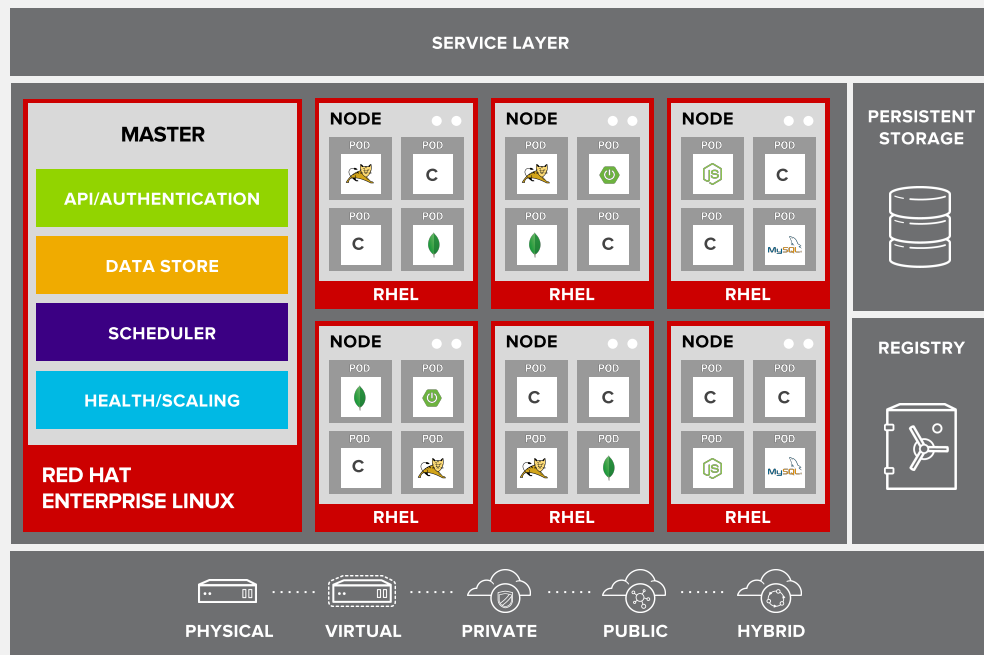 SERVICE LAYER
MASTER
API/AUTHENTICATION
DATA STORE
SCHEDULER
HEALTH/SCALING
RED HAT
ENTERPRISE LINUX
NODE
POD
POD
C
POD
POD
C
RHEL
NODE
POD
POD
POD
POD
C
RHEL
NODE
POD
POD
JS
C
POD
POD
C
MySQL
RHEL
NODE
POD
POD
POD
POD
C
RHEL
NODE
POD
POD
C
C
POD
POD
RHEL
NODE
POD
POD
C
C
POD
POD
JS
MySQL
RHEL
PERSISTENT
STORAGE
REGISTRY
PHYSICAL
VIRTUAL
PRIVATE
PUBLIC
HYBRID